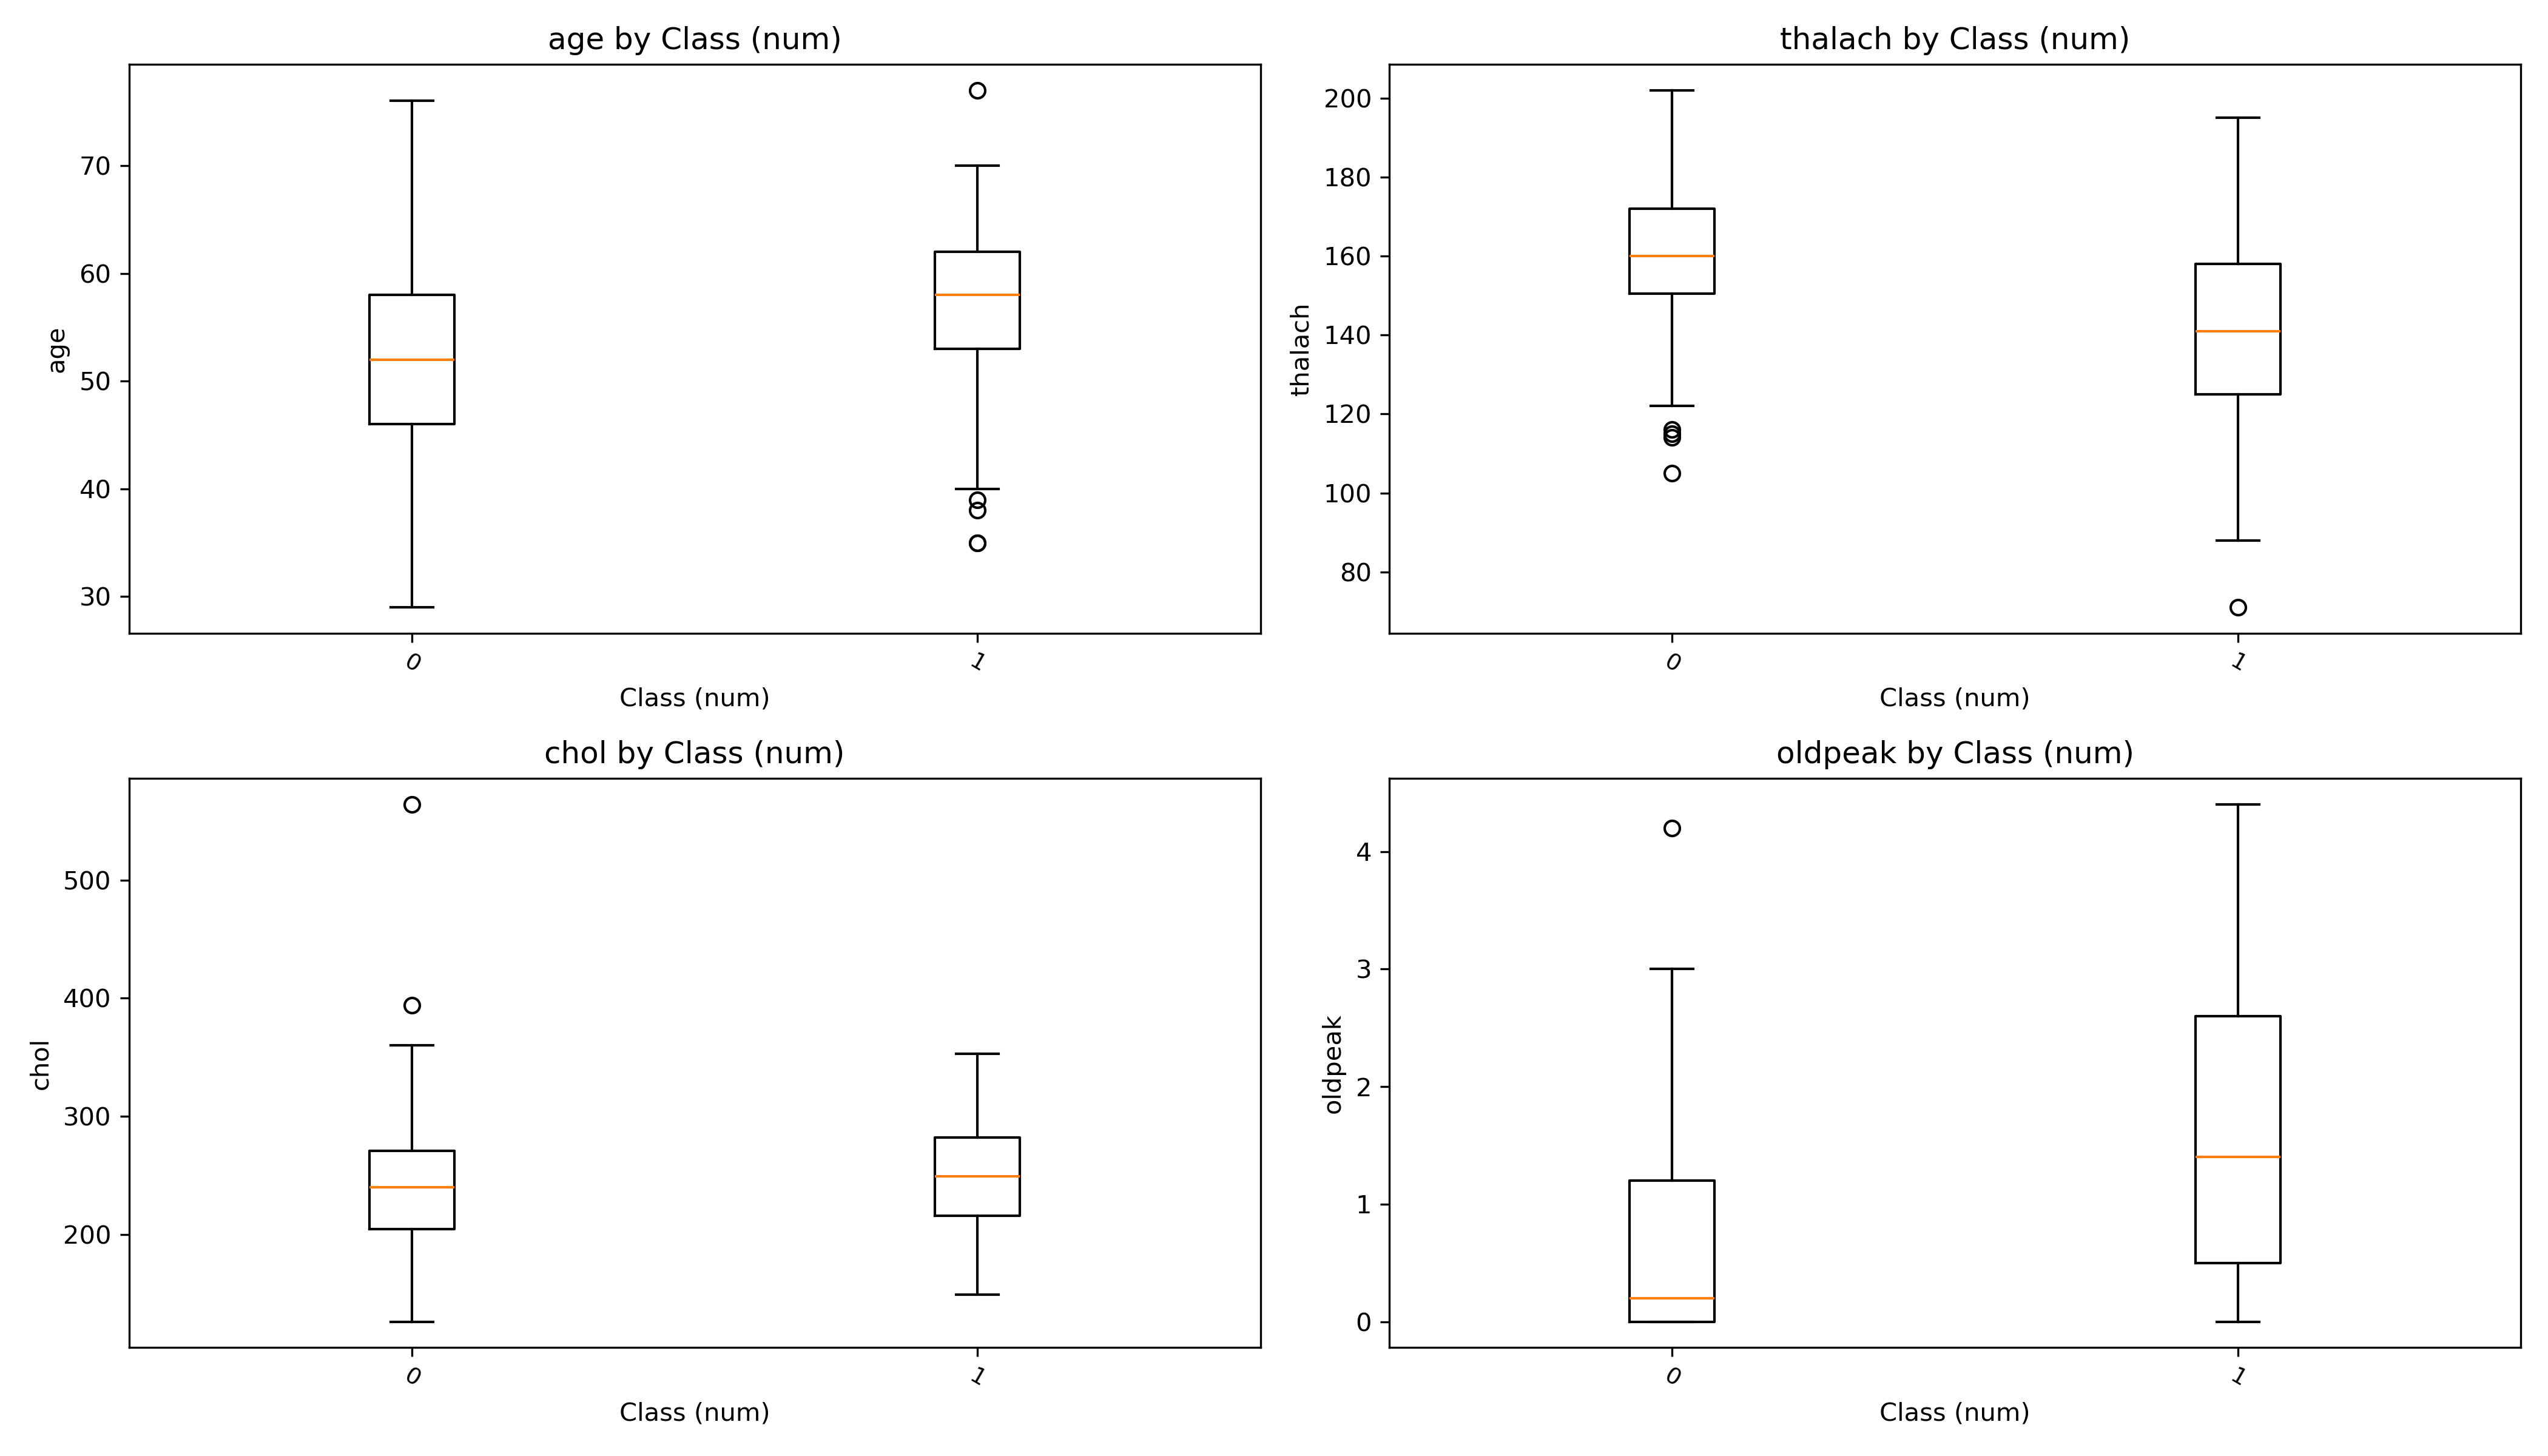 age by Class (num)
age
70
60
50
40
30
0
1
Class (num)
thalach by Class (num)
thalach
200
180
160
140
120
100
80
0
1
Class (num)
chol by Class (num)
chol
500
400
300
200
0
1
Class (num)
oldpeak by Class (num)
oldpeak
4
3
2
1
0
0
1
Class (num)